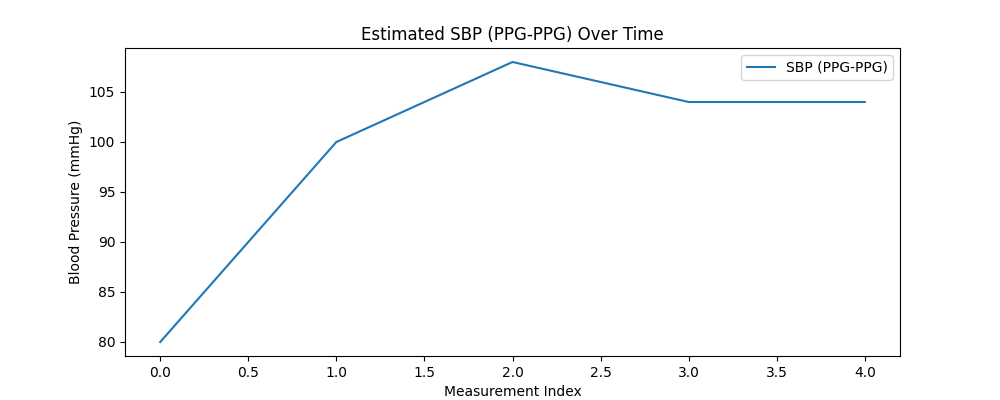 Estimated SBP (PPG-PPG) Over Time
SBP (PPG-PPG)
Blood Pressure (mmHg)
105
100
95
90
85
80
0.0 0.5 1.0 1.5 2.0 2.5 3.0 3.5 4.0
Measurement Index